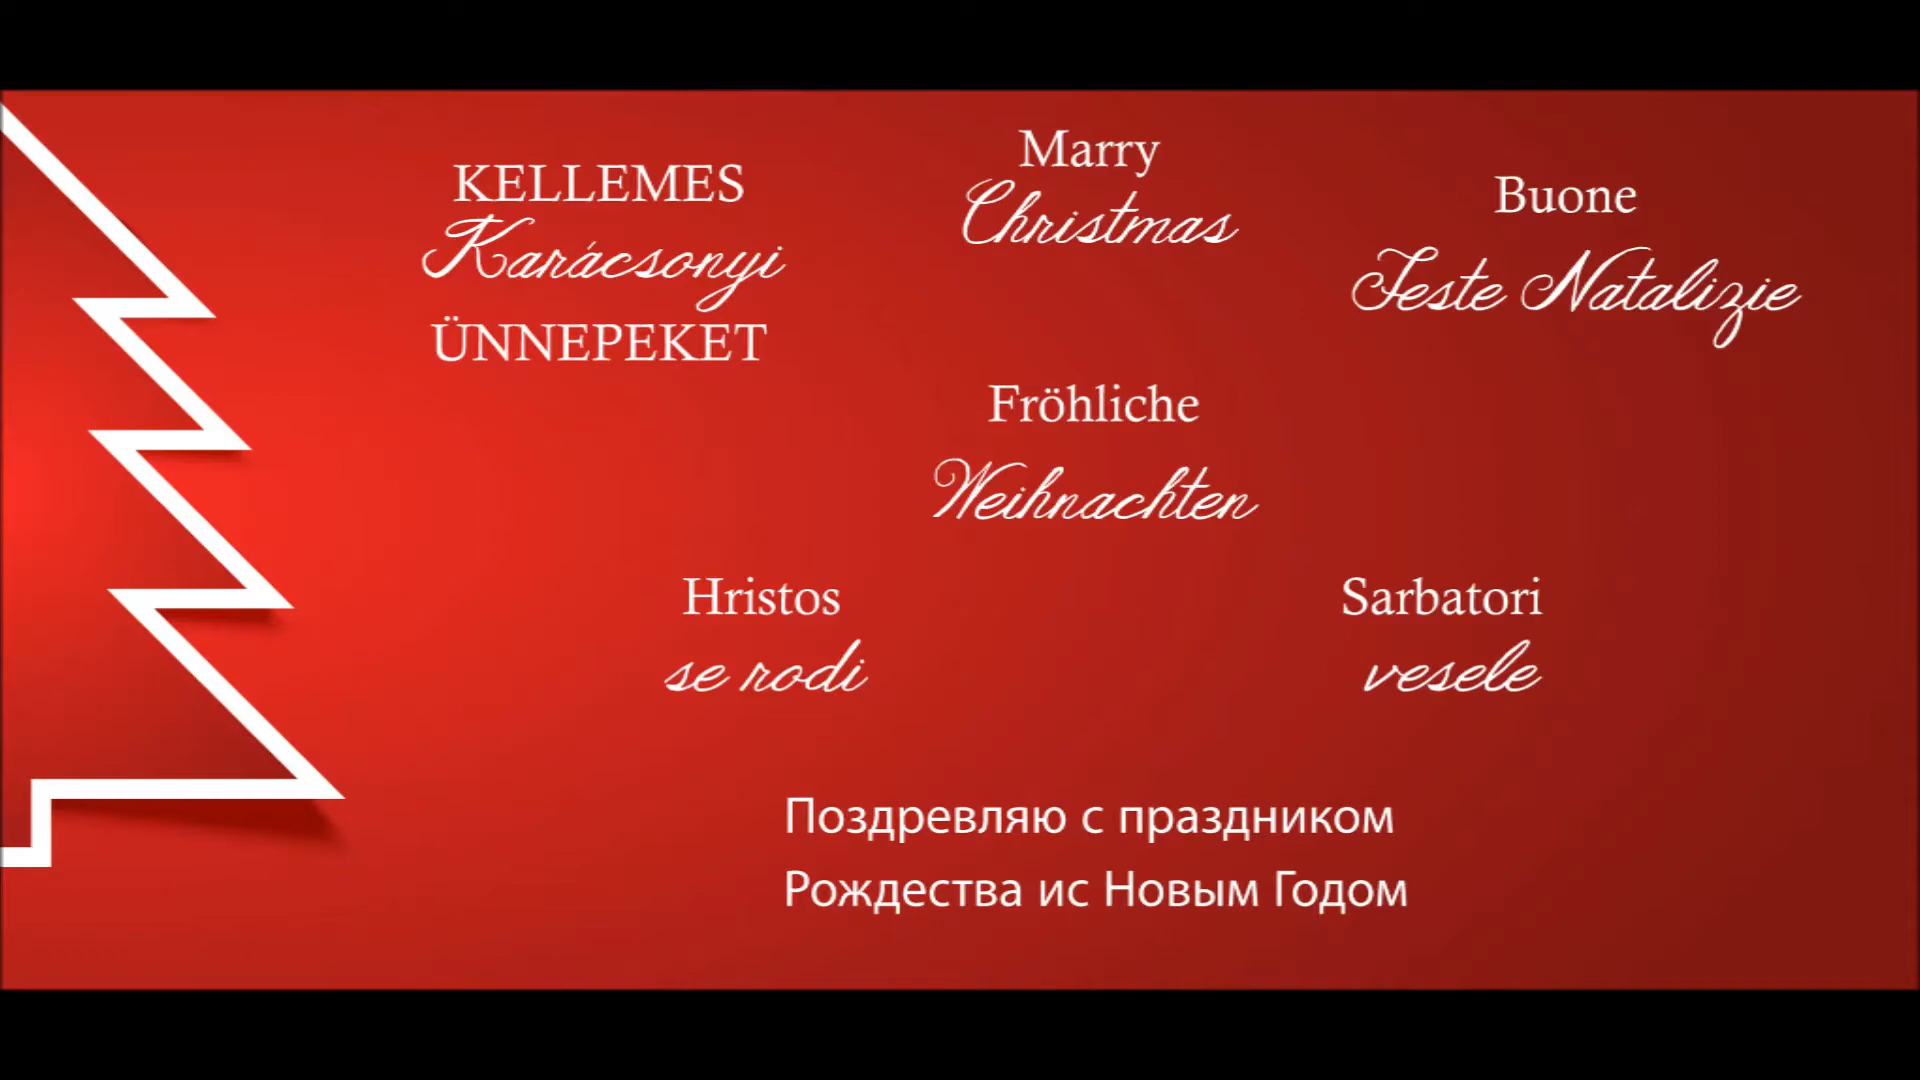 KELLEMES
Karácsonyi
ÜNNEPEKET
Marry
Christmas
Buone
Feste Natalizie
Fröhliche
Weihnachten
Hristos
se rodi
Sarbatori
vesele
Поздревляю с праздником
Рождества ис Новым Годом